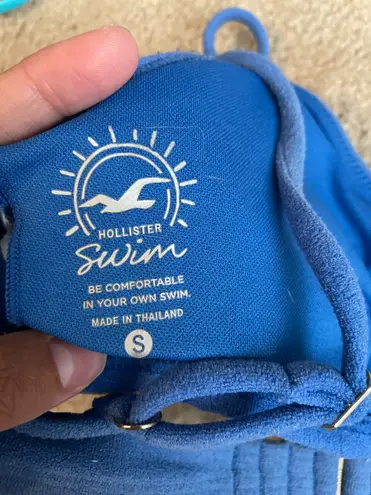 HOLLISTER
Swim
BE COMFORTABLE
IN YOUR OWN SWIM.
MADE IN THAILAND
S